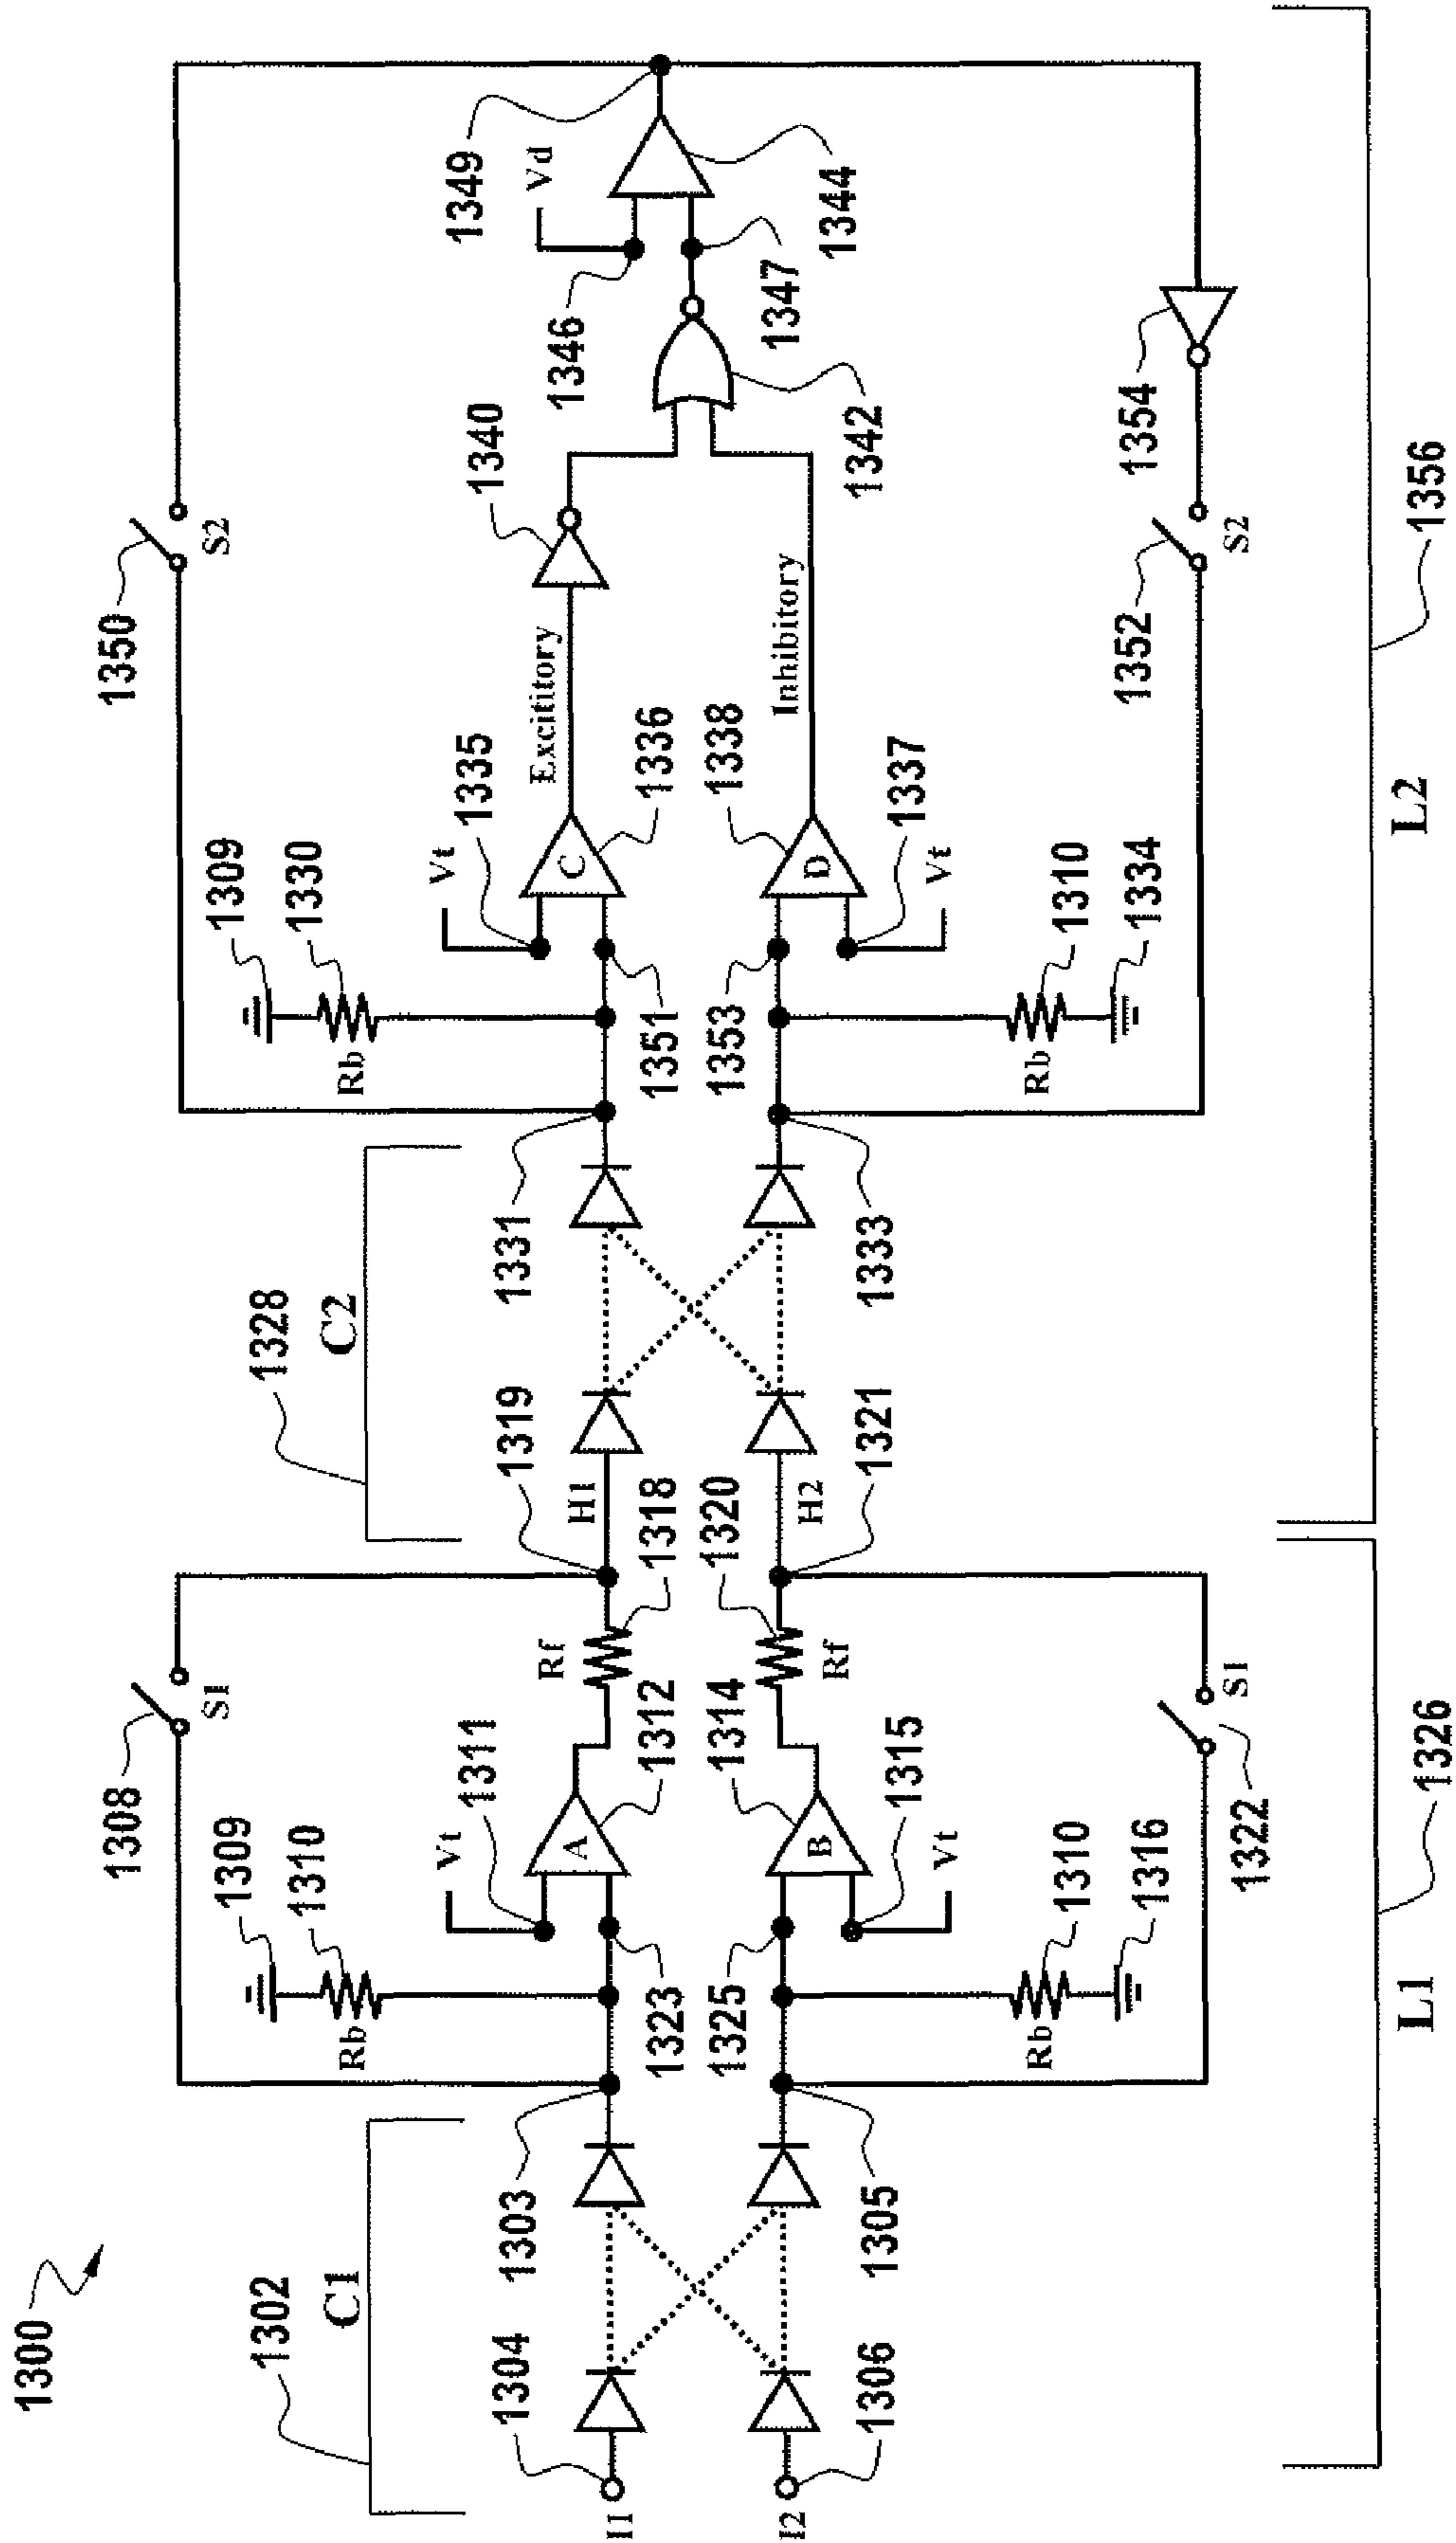 1300
1302
C1
1304
I1
1306
I2
1303
1305
1308
S1
1309
1310
Rb
Vt
1311
A
1312
1323
1325
B
1314
1315
Vt
Rb
1310
1316
1322
S1
Rf
1318
1320
Rf
1319
H1
1321
H2
1326
L1
1328
C2
1331
1333
1350
S2
1309
1330
Rb
Vt
1335
C
1336
1351
1353
D
1338
1337
Vt
Rb
1310
1334
Excititory
Inhibitory
1340
1342
1346
Vd
1347
1349
1344
1354
1352
S2
1356
L2